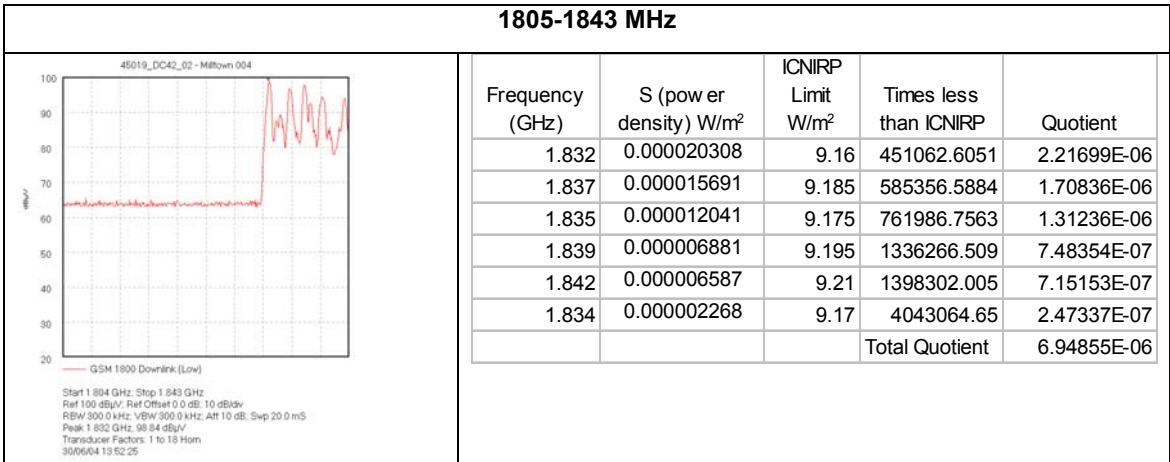 1805-1843 MHz
45019_DC42_02 - Milltown 004
100
90
80
70
60
50
40
30
20
dBµV
GSM 1800 Downlink (Low)
Start 1.804 GHz; Stop 1.843 GHz
Ref 100 dBµV; Ref Offset 0.0 dB; 10 dB/div
RBW 300.0 kHz; VBW 300.0 kHz; Att 10 dB; Swp 20.0 mS
Peak 1.832 GHz, 98.84 dBµV
Transducer Factors: 1 to 18 Horn
30/06/04 13:52:25
Frequency (GHz) S (power density) W/m² ICNIRP Limit W/m² Times less than ICNIRP Quotient
1.832 0.000020308 9.16 451062.6051 2.21699E-06
1.837 0.000015691 9.185 585356.5884 1.70836E-06
1.835 0.000012041 9.175 761986.7563 1.31236E-06
1.839 0.000006881 9.195 1336266.509 7.48354E-07
1.842 0.000006587 9.21 1398302.005 7.15153E-07
1.834 0.000002268 9.17 4043064.65 2.47337E-07
Total Quotient 6.94855E-06